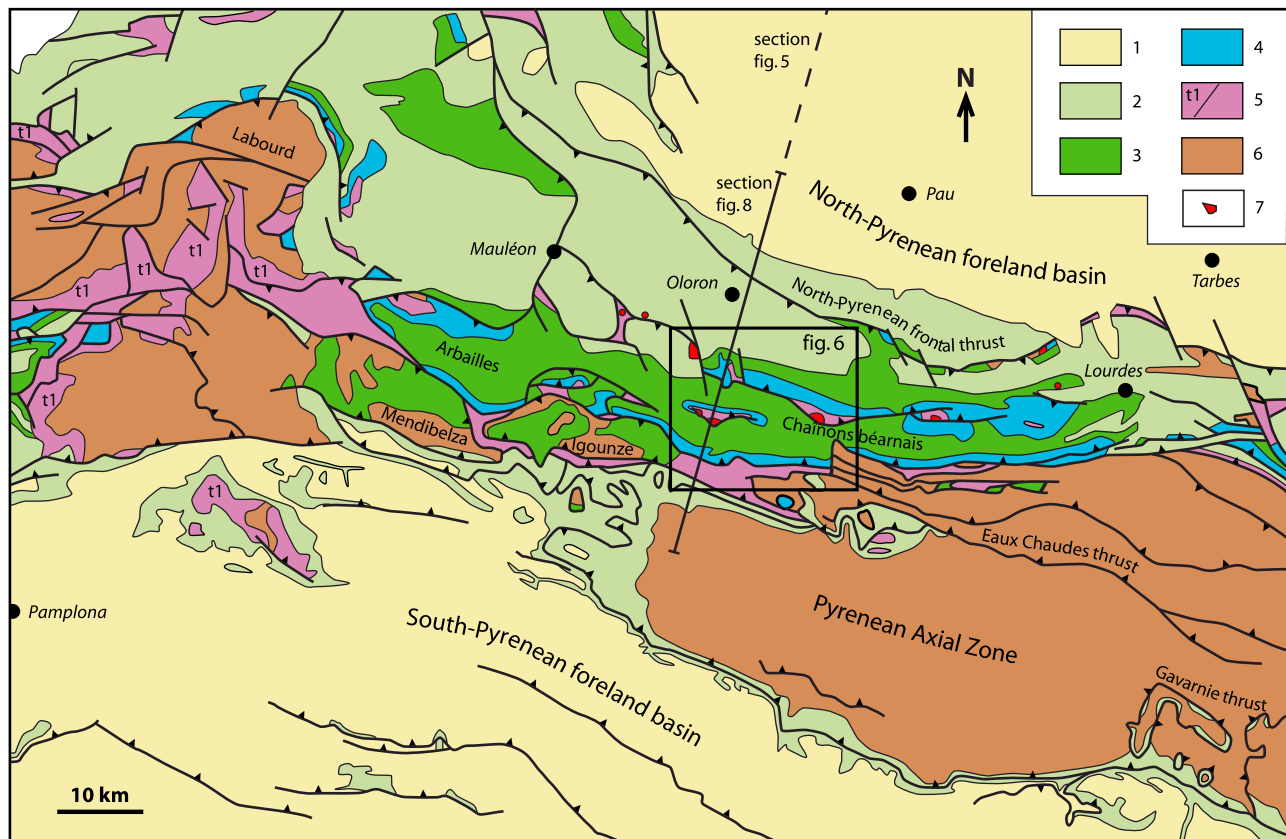 section
fig. 5
N
1
4
2
t1
5
3
6
7
t1
Labourd
section
fig. 8
Pau
North-Pyrenean foreland basin
Mauléon
Tarbes
t1
t1
t1
t1
Oloron
North-Pyrenean frontal thrust
fig. 6
Arbailles
Lourdes
t1
Mendibelza
Igounze
Chaînons béarnais
t1
Eaux Chaudes thrust
Pamplona
Pyrenean Axial Zone
South-Pyrenean foreland basin
Gavarnie thrust
10 km